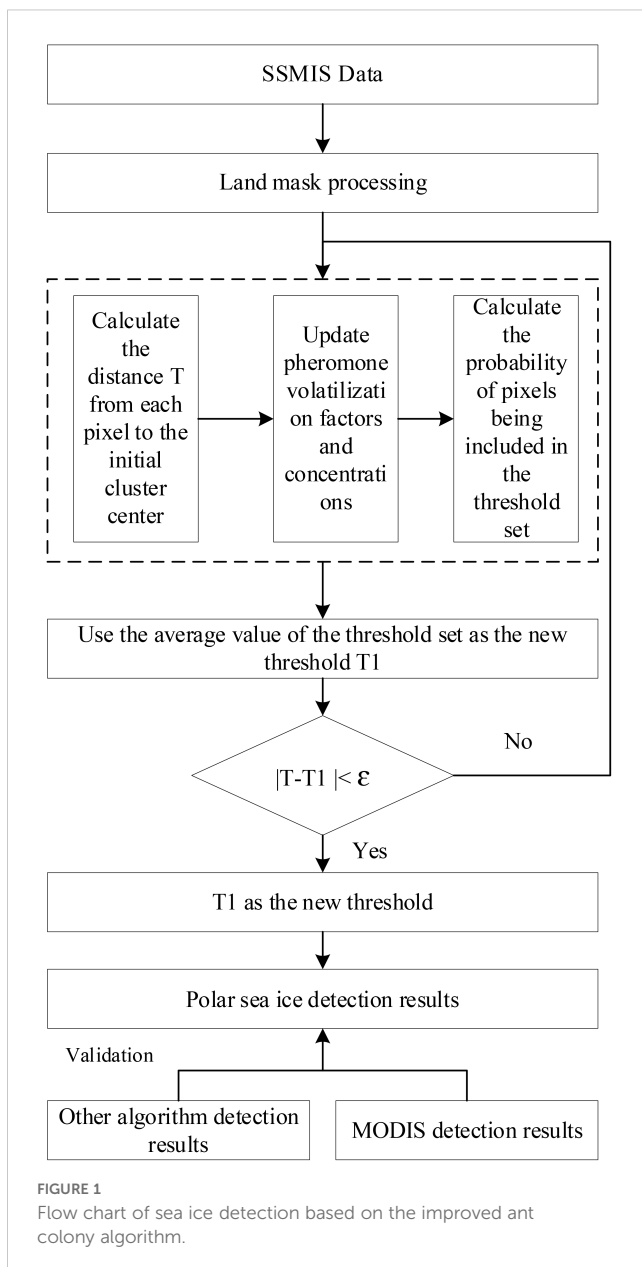 SSMIS Data
Land mask processing
Calculate
the
distance T
from each
pixel to the
initial
cluster
center
Update
pheromone
volatilizati
on factors
and
concentrati
ons
Calculate
the
probability
of pixels
being
included in
the
threshold
set
Use the average value of the threshold set as the new
threshold T1
|T-T1 |< ε
No
Yes
T1 as the new threshold
Polar sea ice detection results
Validation
Other algorithm detection
results
MODIS detection results
FIGURE 1
Flow chart of sea ice detection based on the improved ant
colony algorithm.